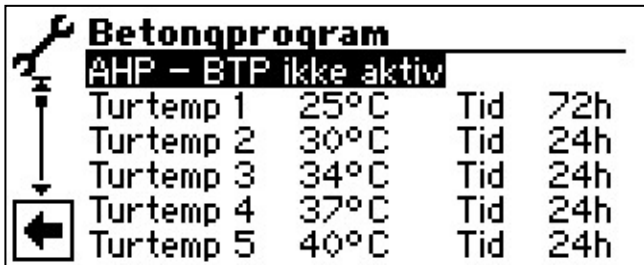 Betongprogram
AHP - BTP ikke aktiv
Turtemp 1 25°C Tid 72h
Turtemp 2 30°C Tid 24h
Turtemp 3 34°C Tid 24h
Turtemp 4 37°C Tid 24h
Turtemp 5 40°C Tid 24h